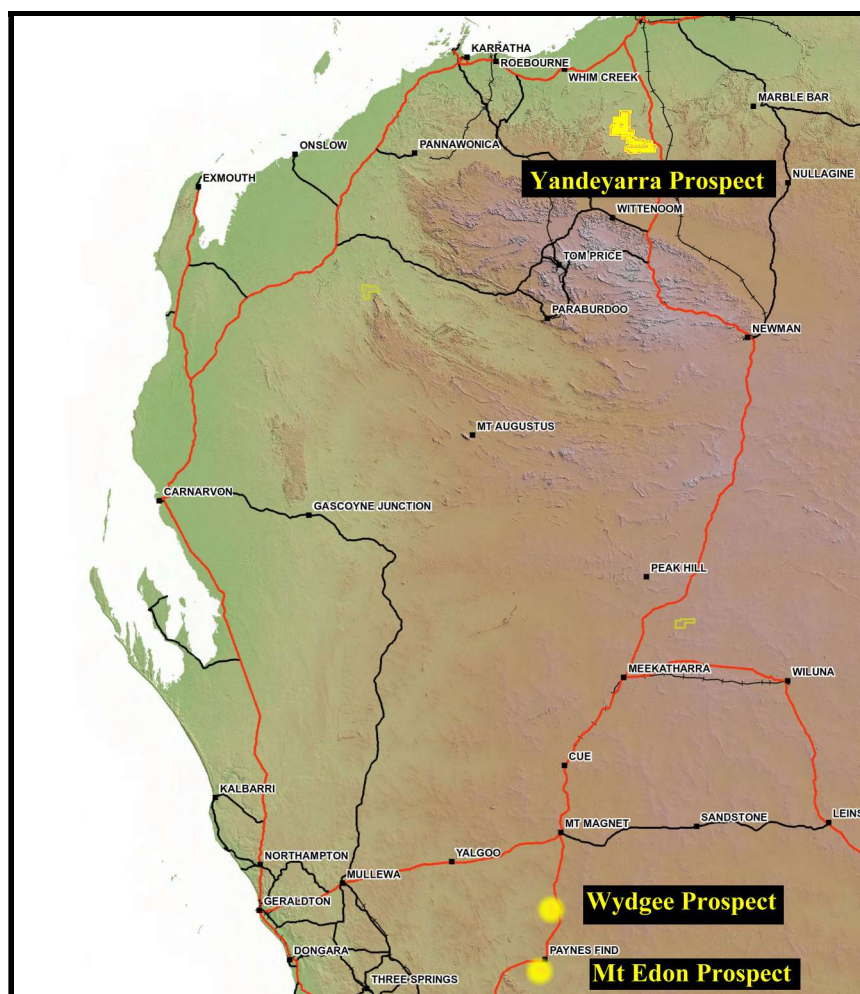 KARRATHA
ROEBOURNE
WHIM CREEK
MARBLE BAR
ONSLOW
PANNAWONICA
EXMOUTH
Yandeyarra Prospect
NULLAGINE
WITTENOOM
TOM PRICE
PARABURDOO
NEWMAN
MT AUGUSTUS
CARNARVON
GASCOYNE JUNCTION
PEAK HILL
MEEKATHARRA
WILUNA
CUE
KALBARRI
MT MAGNET
SANDSTONE
LEINS
NORTHAMPTON
YALGOO
MULLEWA
GERALDTON
Wydgee Prospect
DONGARA
PAYNES FIND
THREE SPRINGS
Mt Edon Prospect